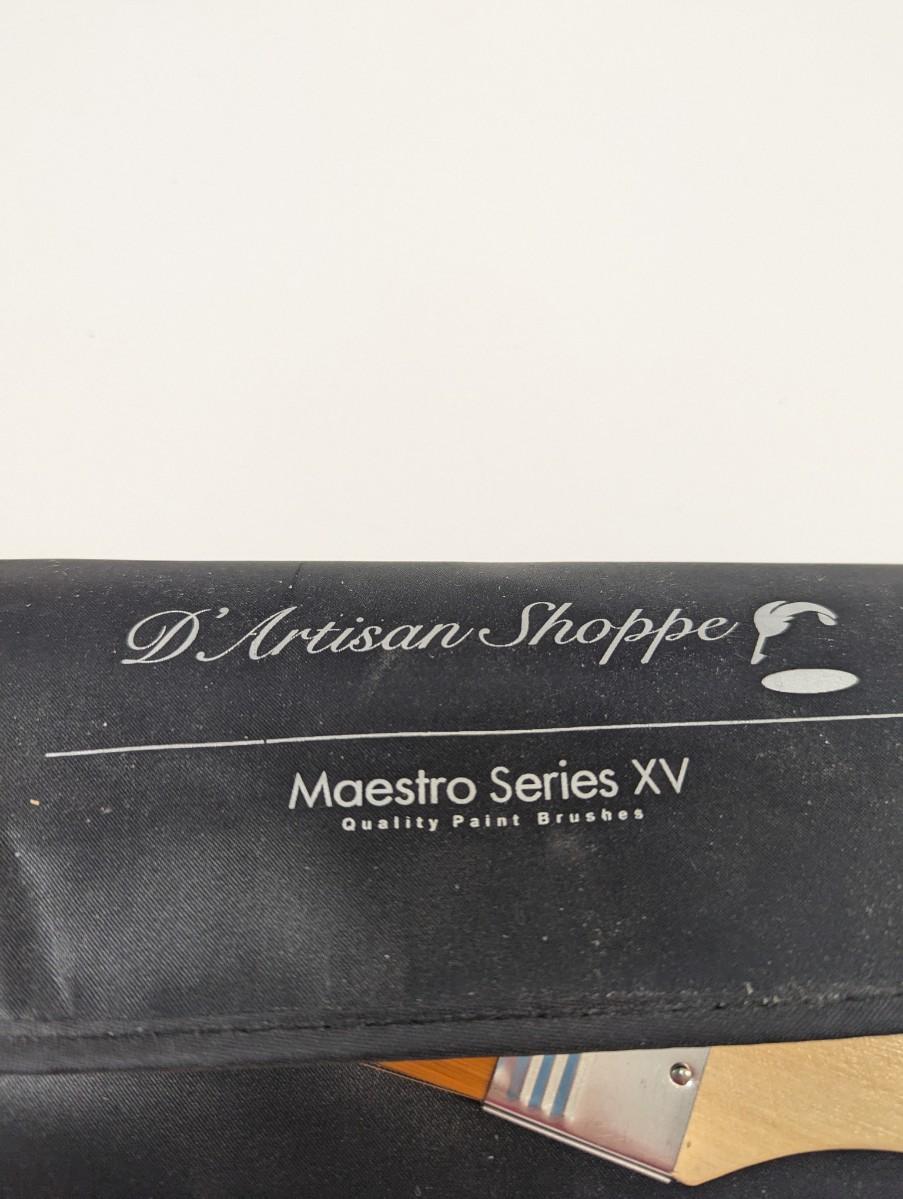 D'Artisan Shoppe
Maestro Series XV
Quality Paint Brushes